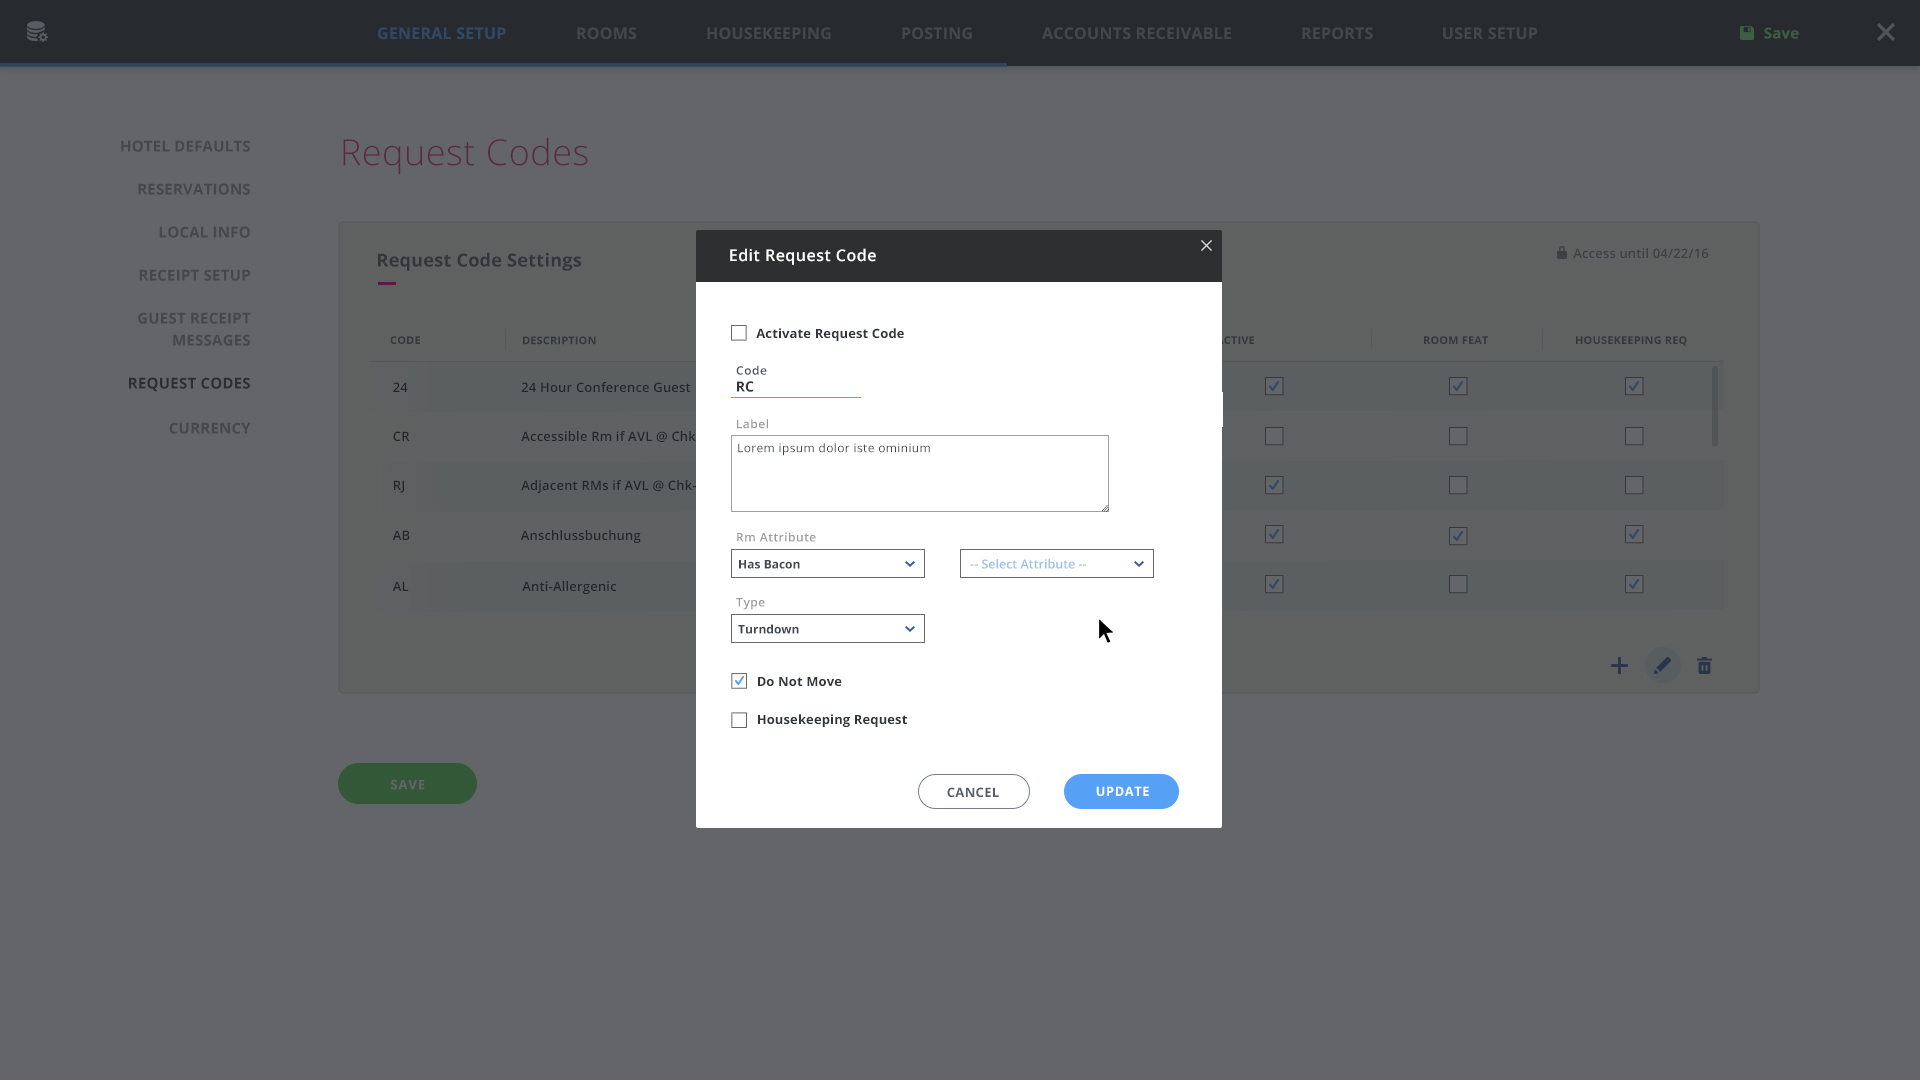 GENERAL SETUP ROOMS HOUSEKEEPING POSTING ACCOUNTS RECEIVABLE REPORTS USER SETUP Save
HOTEL DEFAULTS
RESERVATIONS
LOCAL INFO
RECEIPT SETUP
GUEST RECEIPT
MESSAGES
REQUEST CODES
CURRENCY
Request Codes
Request Code Settings
Access until 04/22/16
CODE DESCRIPTION CTIVE ROOM FEAT HOUSEKEEPING REQ
24 24 Hour Conference Guest
CR Accessible Rm if AVL @ Chk
RJ Adjacent RMs if AVL @ Chk-
AB Anschlussbuchung
AL Anti-Allergenic
SAVE
Edit Request Code
Activate Request Code
Code
RC
Label
Lorem ipsum dolor iste ominium
Rm Attribute
Has Bacon -- Select Attribute --
Type
Turndown
Do Not Move
Housekeeping Request
CANCEL UPDATE